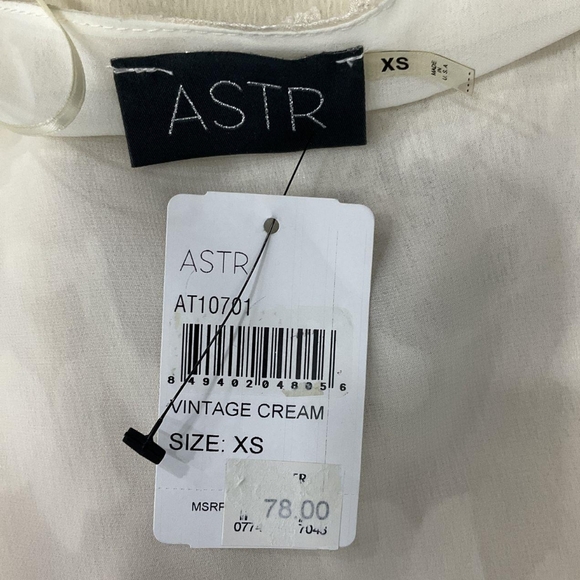 ASTR
XS
MADE
IN
U.S.A
ASTR
AT10701
849402048056
VINTAGE CREAM
SIZE: XS
MSRP
78.00